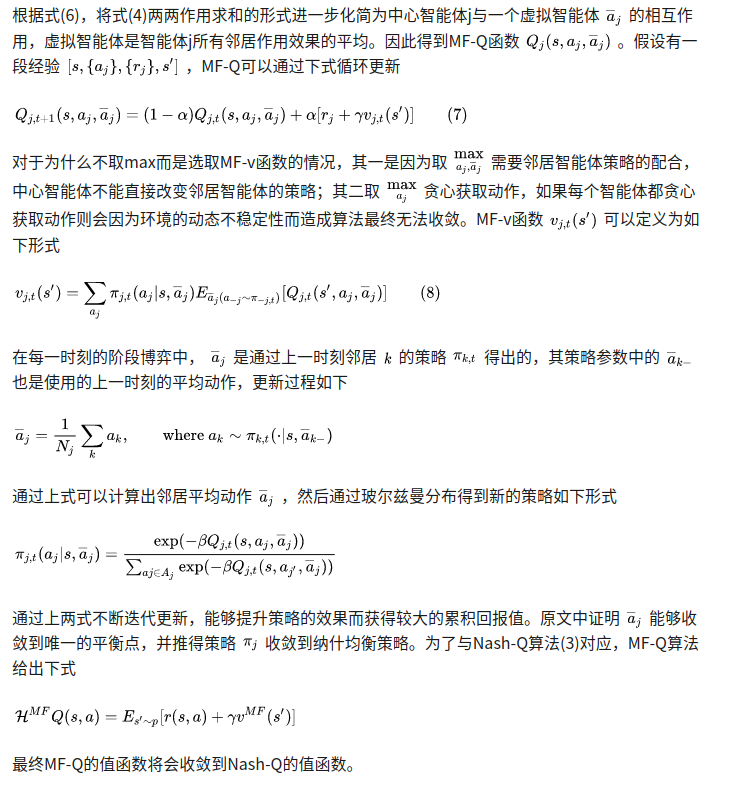 根据式(6)，将式(4)两两作用求和的形式进一步化简为中心智能体j与一个虚拟智能体 $\overline{a}_j$ 的相互作
用，虚拟智能体是智能体j所有邻居作用效果的平均。因此得到MF-Q函数 $Q_j(s, a_j, \overline{a}_j)$ 。假设有一
段经验 $[s, \{a_j\}, \{r_j\}, s']$ ，MF-Q可以通过下式循环更新
$Q_{j,t+1}(s, a_j, \overline{a}_j) = (1-\alpha)Q_{j,t}(s, a_j, \overline{a}_j) + \alpha[r_j + \gamma v_{j,t}(s')]$ (7)
对于为什么不取max而是选取MF-v函数的情况，其一是因为取 $\max_{a_j, \overline{a}_j}$ 需要邻居智能体策略的配合，
中心智能体不能直接改变邻居智能体的策略；其二取 $\max_{a_j}$ 贪心获取动作，如果每个智能体都贪心
获取动作则会因为环境的动态不稳定性而造成算法最终无法收敛。MF-v函数 $v_{j,t}(s')$ 可以定义为如
下形式
$v_{j,t}(s') = \sum_{a_j} \pi_{j,t}(a_j|s, \overline{a}_j) E_{\overline{a}_j(a_{-j} \sim \pi_{-j,t})}[Q_{j,t}(s', a_j, \overline{a}_j)]$ (8)
在每一时刻的阶段博弈中， $\overline{a}_j$ 是通过上一时刻邻居 $k$ 的策略 $\pi_{k,t}$ 得出的，其策略参数中的 $\overline{a}_{k-}$
也是使用的上一时刻的平均动作，更新过程如下
$\overline{a}_j = \frac{1}{N_j} \sum_k a_k, \quad \text{where } a_k \sim \pi_{k,t}(\cdot|s, \overline{a}_{k-})$
通过上式可以计算出邻居平均动作 $\overline{a}_j$ ，然后通过玻尔兹曼分布得到新的策略如下形式
$\pi_{j,t}(a_j|s, \overline{a}_j) = \frac{\exp(-\beta Q_{j,t}(s, a_j, \overline{a}_j))}{\sum_{aj \in A_j} \exp(-\beta Q_{j,t}(s, a_{j'}, \overline{a}_j))}$
通过上两式不断迭代更新，能够提升策略的效果而获得较大的累积回报值。原文中证明 $\overline{a}_j$ 能够收
敛到唯一的平衡点，并推得策略 $\pi_j$ 收敛到纳什均衡策略。为了与Nash-Q算法(3)对应，MF-Q算法
给出下式
$\mathcal{H}^{MF} Q(s, a) = E_{s' \sim p}[r(s, a) + \gamma v^{MF}(s')]$
最终MF-Q的值函数将会收敛到Nash-Q的值函数。